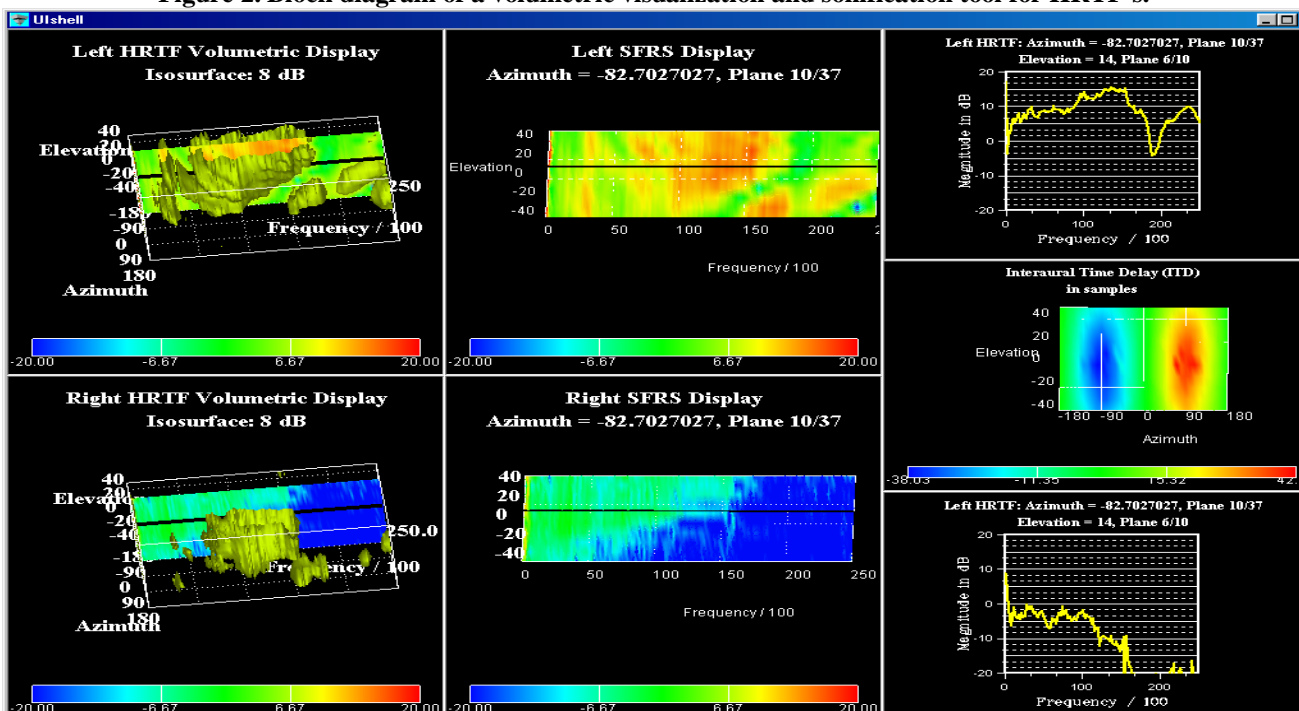 Figure 2. Block diagram of a volumetric visualization and sonification tool for HRTF's.
UIshell
Left HRTF Volumetric Display
Isosurface: 8 dB
40
20
Elevation
0
-20
-40
-180
-90
0
90
180
Azimuth
250
Frequency / 100
-20.00 -6.67 6.67 20.00
Left SFRS Display
Azimuth = -82.7027027, Plane 10/37
40
20
Elevation
0
-20
-40
0 50 100 150 200 2
Frequency / 100
-20.00 -6.67 6.67 20.00
Left HRTF: Azimuth = -82.7027027, Plane 10/37
Elevation = 14, Plane 6/10
Magnitude in dB
20
10
0
-10
-20
0 100 200
Frequency / 100
Interaural Time Delay (ITD)
in samples
40
20
Elevation
0
-20
-40
-180 -90 0 90 180
Azimuth
-38.03 -11.35 15.32 42.
Right HRTF Volumetric Display
Isosurface: 8 dB
40
20
Elevation
0
-20
-40
-180
-90
0
90
180
Azimuth
250.0
Frequency / 100
-20.00 -6.67 6.67 20.00
Right SFRS Display
Azimuth = -82.7027027, Plane 10/37
40
20
Elevation
0
-20
-40
0 50 100 150 200 250
Frequency / 100
-20.00 -6.67 6.67 20.00
Left HRTF: Azimuth = -82.7027027, Plane 10/37
Elevation = 14, Plane 6/10
Magnitude in dB
20
10
0
-10
-20
0 100 200
Frequency / 100